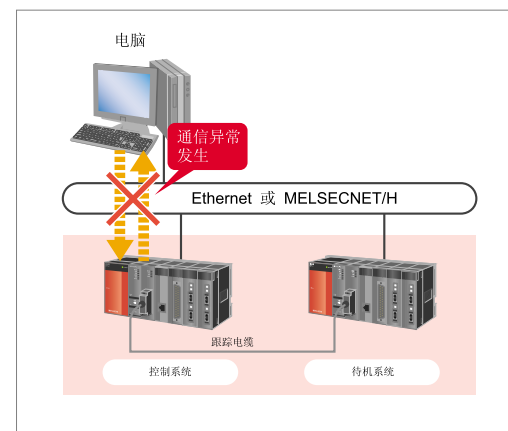 电脑
通信异常
发生
Ethernet 或 MELSECNET/H
跟踪电缆
控制系统
待机系统